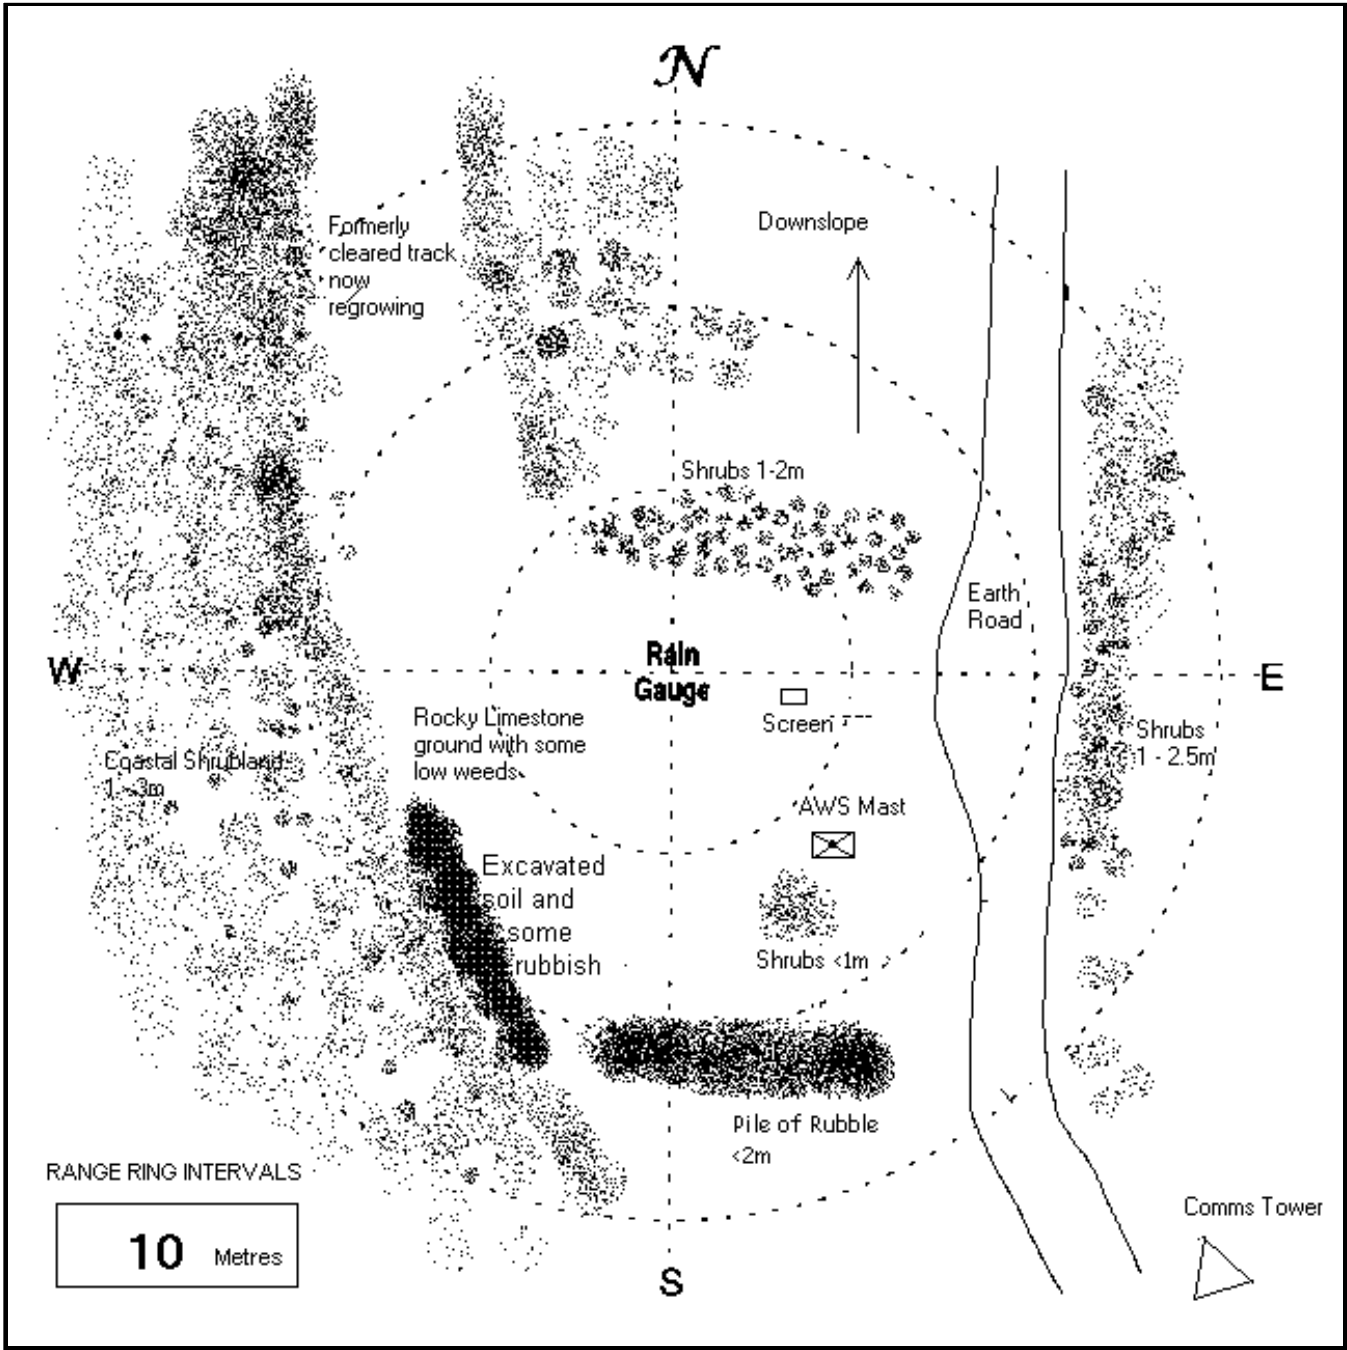 N
Downslope
Formerly
cleared track
now
regrowing
Shrubs 1-2m
Earth
Road
Rain
Gauge
W
E
Screen
Rocky Limestone
ground with some
low weeds
Shrubs
1 - 2.5m
Coastal Shrubland
1 - 3m
AWS Mast
Excavated
soil and
some
rubbish
Shrubs <1m
Pile of Rubble
<2m
RANGE RING INTERVALS
10 Metres
Comms Tower
S